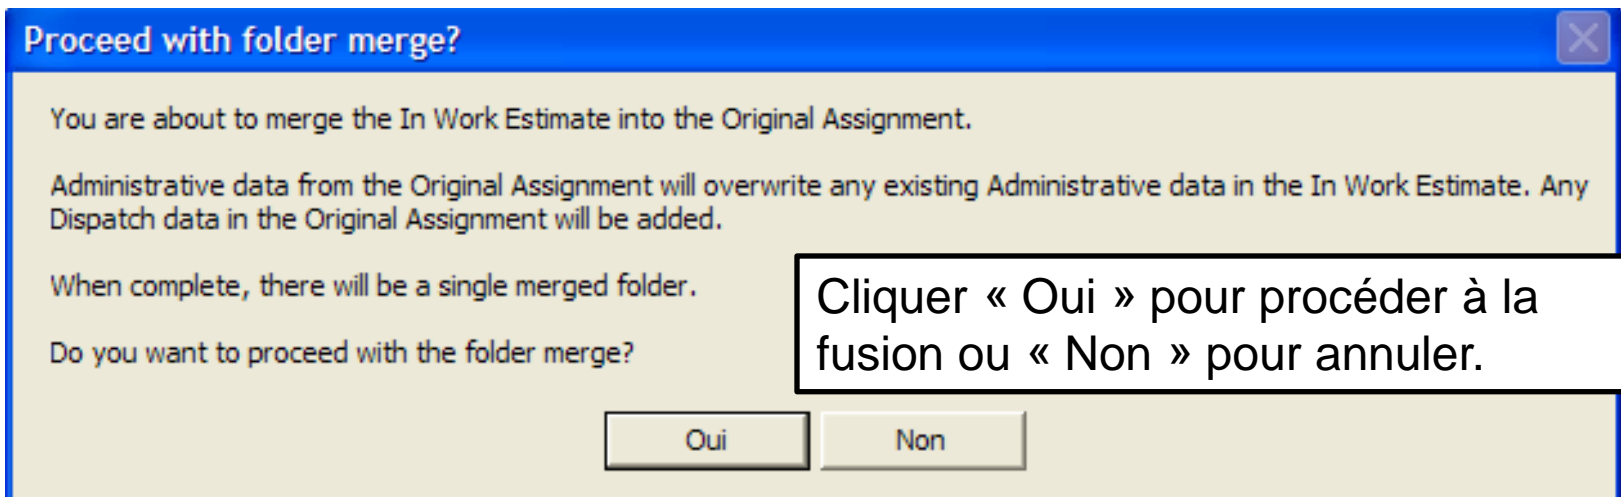 Proceed with folder merge?
You are about to merge the In Work Estimate into the Original Assignment.
Administrative data from the Original Assignment will overwrite any existing Administrative data in the In Work Estimate. Any
Dispatch data in the Original Assignment will be added.
When complete, there will be a single merged folder.
Do you want to proceed with the folder merge?
Cliquer « Oui » pour procéder à la
fusion ou « Non » pour annuler.
Oui
Non